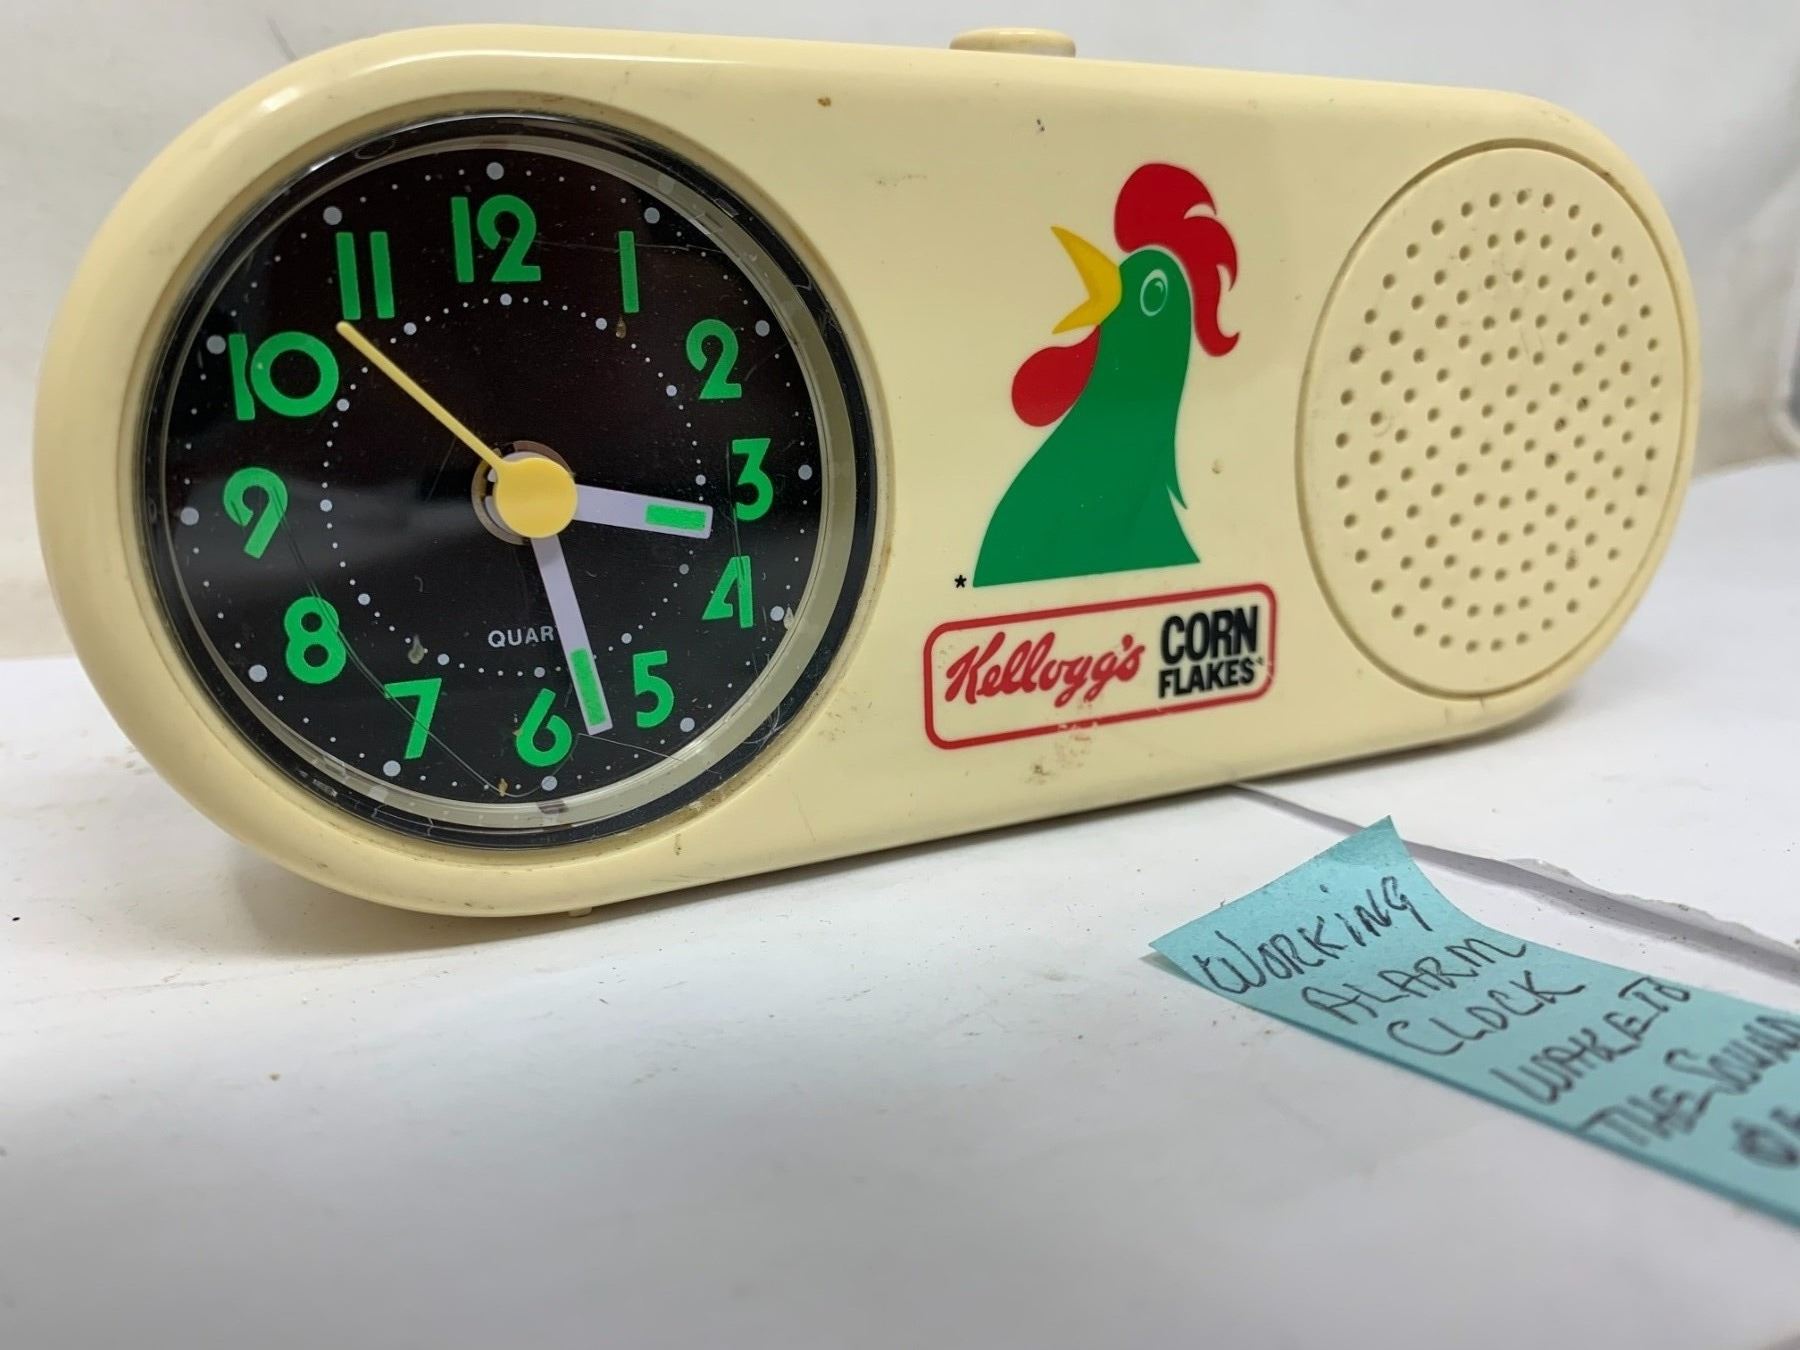 12
1
2
3
4
5
6
7
8
9
10
11
QUAR
*
Kellogg's CORN
FLAKES
WORKING
ALARM
CLOCK
WAKE TO
THE SOUND
OF